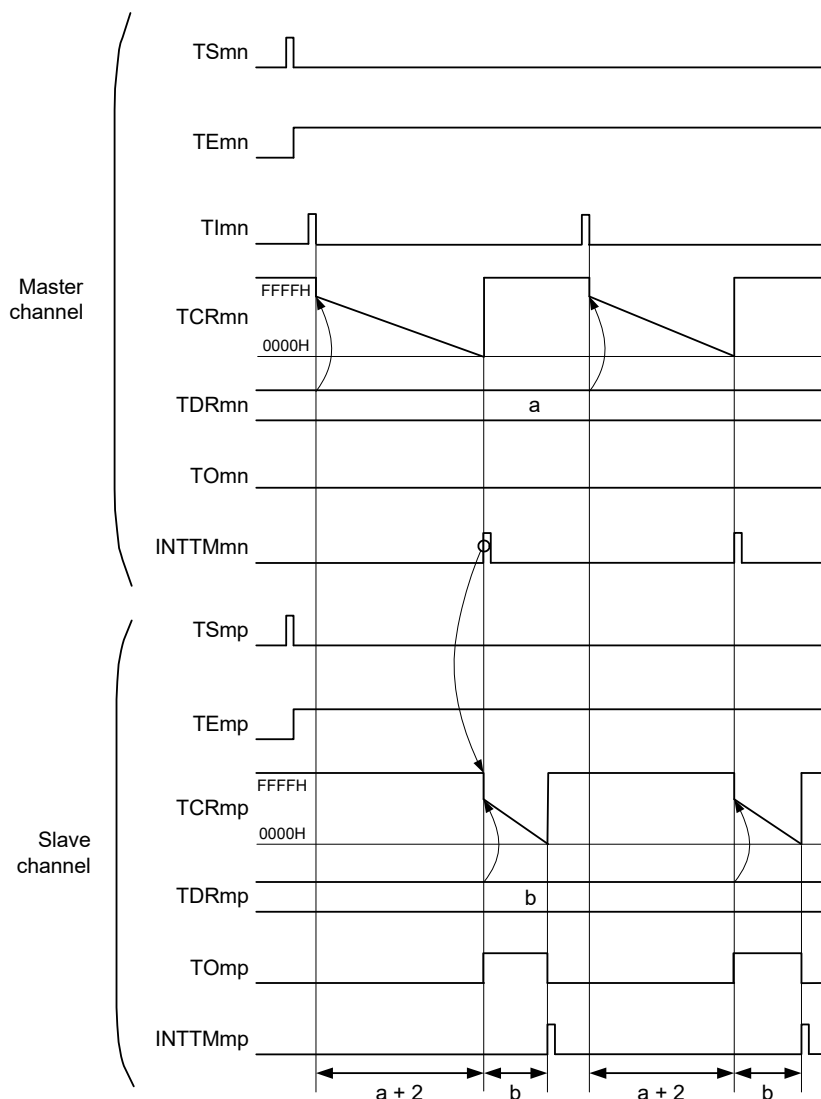 TSmn
TEmn
TImn
Master
channel
FFFFH
TCRmn
0000H
TDRmn
a
TOmn
INTTMmn
TSmp
TEmp
FFFFH
TCRmp
0000H
Slave
channel
TDRmp
b
TOmp
INTTMmp
a + 2
b
a + 2
b